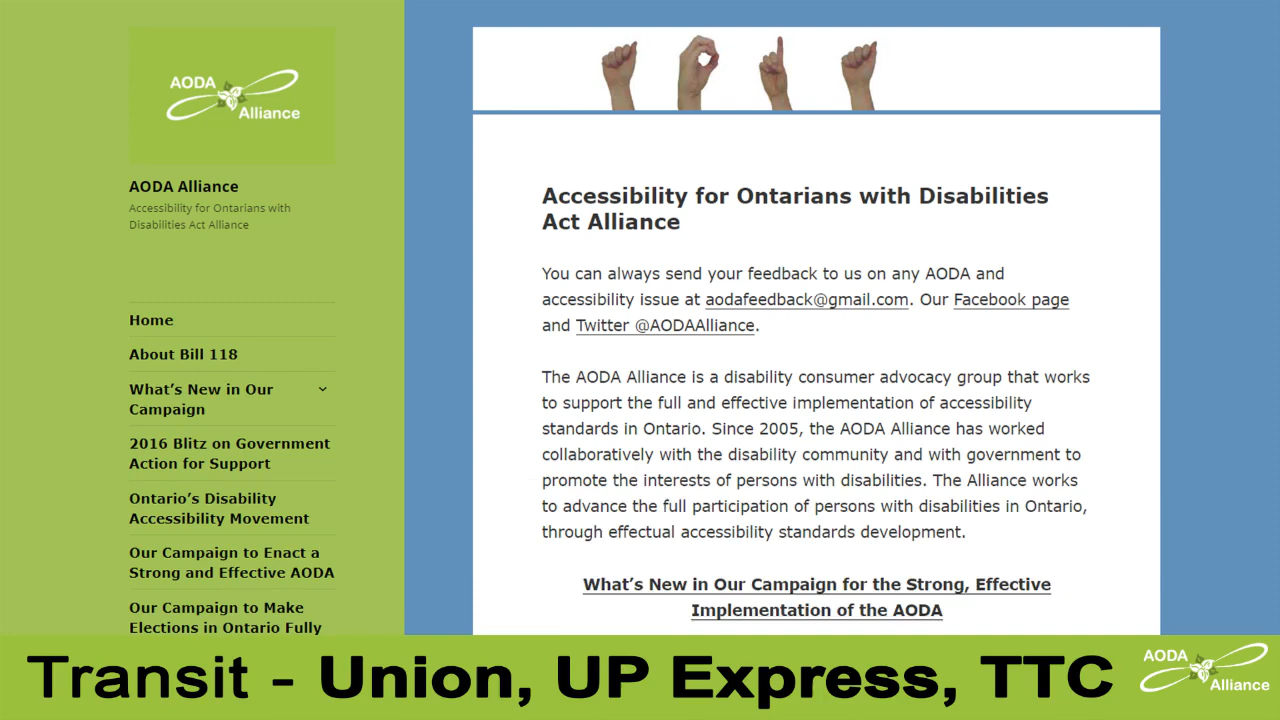 AODA
Alliance
AODA Alliance
Accessibility for Ontarians with
Disabilities Act Alliance
Home
About Bill 118
What’s New in Our
Campaign
2016 Blitz on Government
Action for Support
Ontario’s Disability
Accessibility Movement
Our Campaign to Enact a
Strong and Effective AODA
Our Campaign to Make
Elections in Ontario Fully
Accessibility for Ontarians with Disabilities
Act Alliance
You can always send your feedback to us on any AODA and
accessibility issue at aodafeedback@gmail.com. Our Facebook page
and Twitter @AODAAlliance.
The AODA Alliance is a disability consumer advocacy group that works
to support the full and effective implementation of accessibility
standards in Ontario. Since 2005, the AODA Alliance has worked
collaboratively with the disability community and with government to
promote the interests of persons with disabilities. The Alliance works
to advance the full participation of persons with disabilities in Ontario,
through effectual accessibility standards development.
What’s New in Our Campaign for the Strong, Effective
Implementation of the AODA
Transit - Union, UP Express, TTC
AODA
Alliance